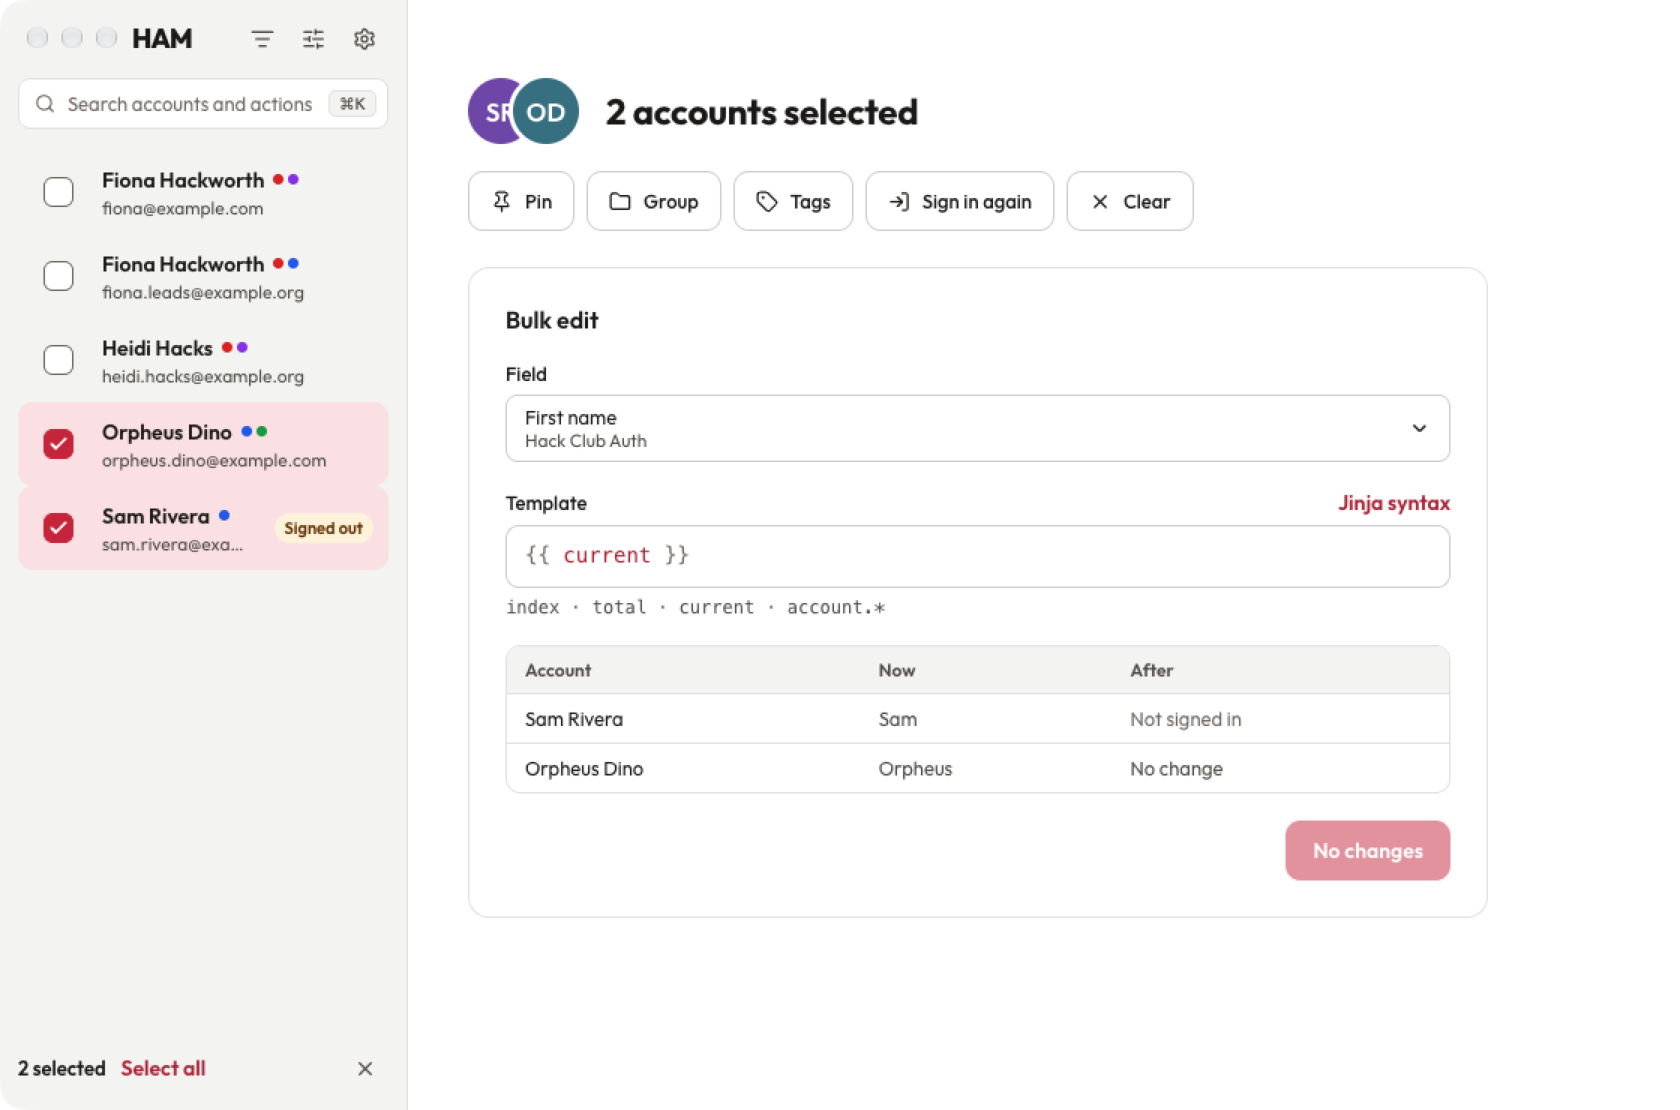 HAM
Search accounts and actions ⌘K
Fiona Hackworth
fiona@example.com
Fiona Hackworth
fiona.leads@example.org
Heidi Hacks
heidi.hacks@example.org
Orpheus Dino
orpheus.dino@example.com
Sam Rivera
sam.rivera@exa...
Signed out
2 selected Select all
SR OD
2 accounts selected
Pin Group Tags Sign in again Clear
Bulk edit
Field
First name
Hack Club Auth
Template Jinja syntax
{{ current }}
index · total · current · account.*
Account Now After
Sam Rivera Sam Not signed in
Orpheus Dino Orpheus No change
No changes